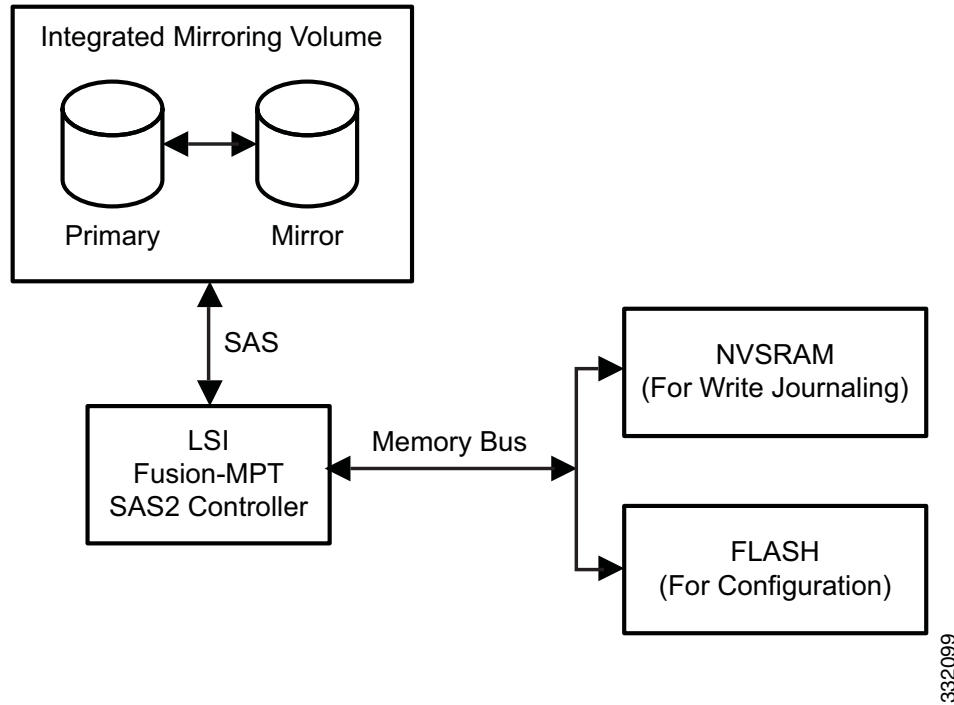 Integrated Mirroring Volume
Primary
Mirror
SAS
LSI
Fusion-MPT
SAS2 Controller
Memory Bus
NVSRAM
(For Write Journaling)
FLASH
(For Configuration)
332099